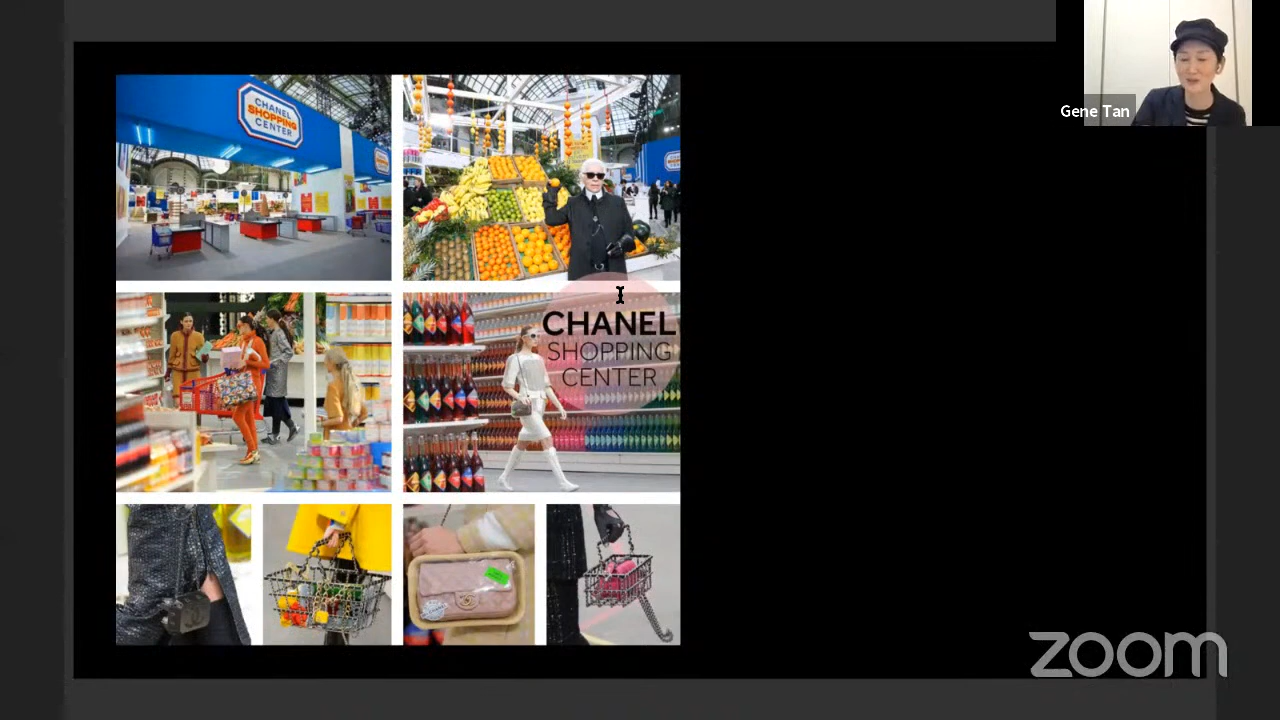 Gene Tan
CHANEL
SHOPPING
CENTER
CHANEL
SHOPPING
CENTER
zoom